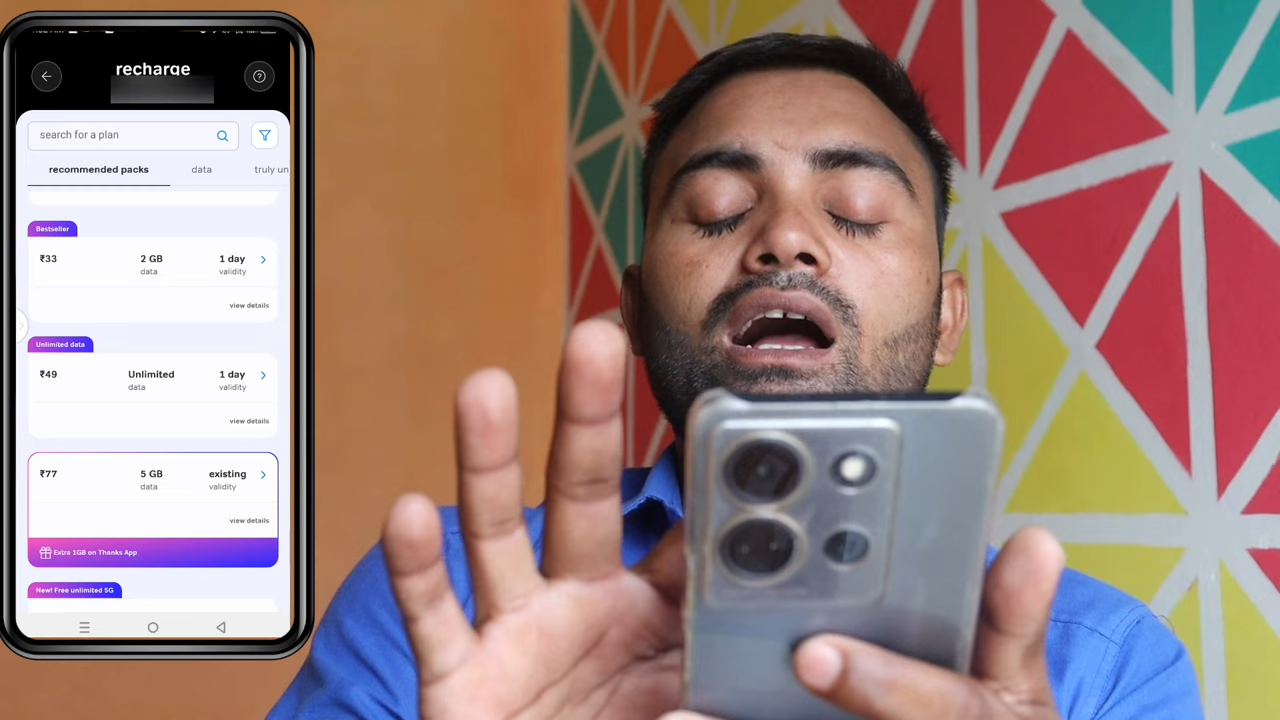 recharge
search for a plan
recommended packs data truly un
Bestseller
₹33 2 GB 1 day
data validity
view details
Unlimited data
₹49 Unlimited 1 day
data validity
view details
₹77 5 GB existing
data validity
view details
Extra 1GB on Thanks App
New! Free unlimited 5G